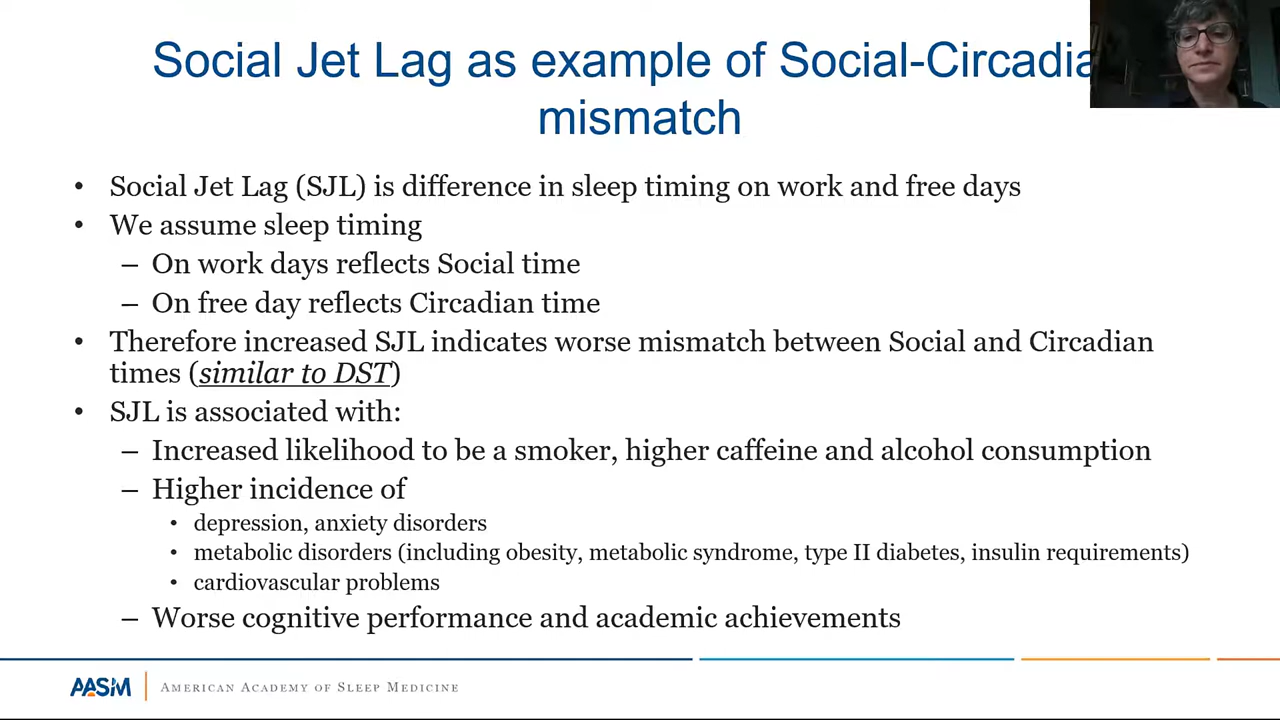 Social Jet Lag as example of Social-Circadia
mismatch
• Social Jet Lag (SJL) is difference in sleep timing on work and free days
• We assume sleep timing
– On work days reflects Social time
– On free day reflects Circadian time
• Therefore increased SJL indicates worse mismatch between Social and Circadian
times (similar to DST)
• SJL is associated with:
– Increased likelihood to be a smoker, higher caffeine and alcohol consumption
– Higher incidence of
• depression, anxiety disorders
• metabolic disorders (including obesity, metabolic syndrome, type II diabetes, insulin requirements)
• cardiovascular problems
– Worse cognitive performance and academic achievements
AASM AMERICAN ACADEMY OF SLEEP MEDICINE